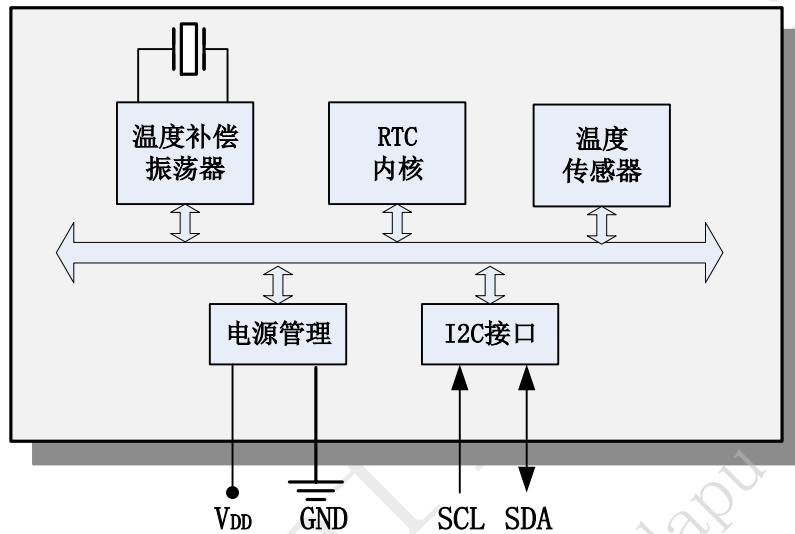 温度补偿
振荡器
RTC
内核
温度
传感器
电源管理
I2C接口
VDD
GND
SCL
SDA